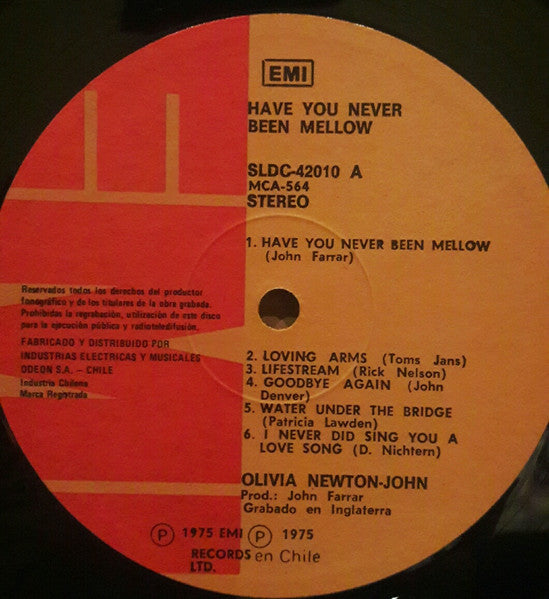 EMI
HAVE YOU NEVER
BEEN MELLOW
SLDC-42010 A
MCA-564
STEREO
1. HAVE YOU NEVER BEEN MELLOW
(John Farrar)
Reservados todos los derechos del productor
fonográfico y de los titulares de la obra grabada.
Prohibidas la regrabación, utilización de este disco
para la ejecución pública y radioteledifusión.
FABRICADO Y DISTRIBUIDO POR
INDUSTRIAS ELECTRICAS Y MUSICALES
ODEON S.A. – CHILE
Industria Chilena
Marca Registrada
2. LOVING ARMS (Toms Jans)
3. LIFESTREAM (Rick Nelson)
4. GOODBYE AGAIN (John
Denver)
5. WATER UNDER THE BRIDGE
(Patricia Lawden)
6. I NEVER DID SING YOU A
LOVE SONG (D. Nichtern)
OLIVIA NEWTON-JOHN
Prod.: John Farrar
Grabado en Inglaterra
Ⓟ 1975 EMI Ⓟ 1975
RECORDS en Chile
LTD.